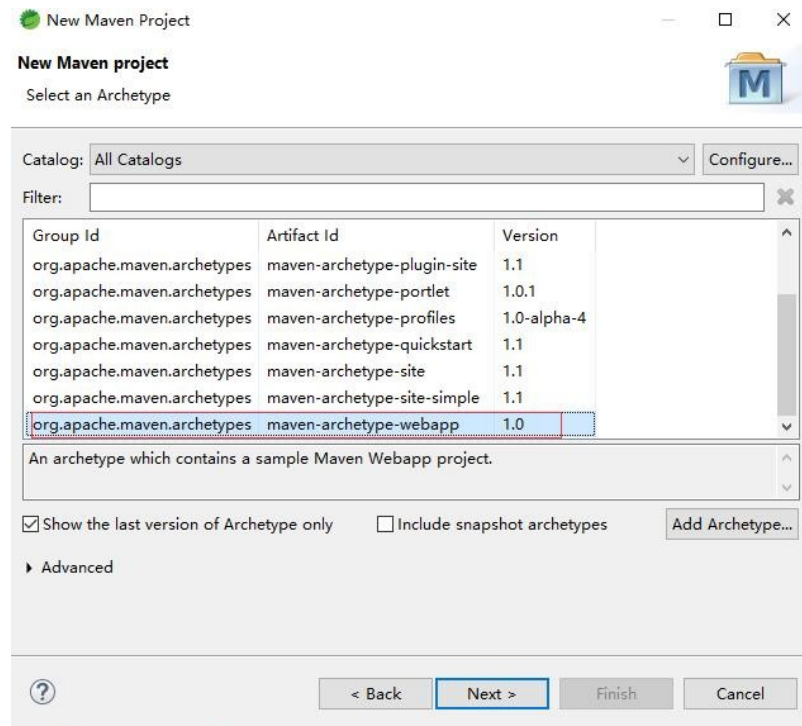 New Maven Project
New Maven project
Select an Archetype
M
Catalog: All Catalogs Configure...
Filter:
Group Id Artifact Id Version
org.apache.maven.archetypes maven-archetype-plugin-site 1.1
org.apache.maven.archetypes maven-archetype-portlet 1.0.1
org.apache.maven.archetypes maven-archetype-profiles 1.0-alpha-4
org.apache.maven.archetypes maven-archetype-quickstart 1.1
org.apache.maven.archetypes maven-archetype-site 1.1
org.apache.maven.archetypes maven-archetype-site-simple 1.1
org.apache.maven.archetypes maven-archetype-webapp 1.0
An archetype which contains a sample Maven Webapp project.
Show the last version of Archetype only Include snapshot archetypes Add Archetype...
Advanced
? < Back Next > Finish Cancel